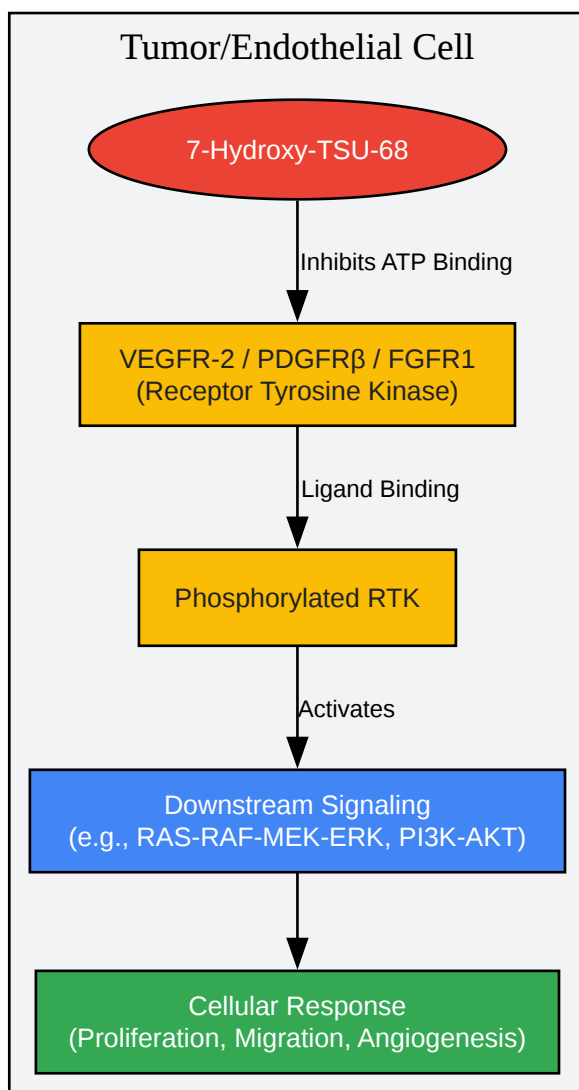 Tumor/Endothelial Cell
7-Hydroxy-TSU-68
Inhibits ATP Binding
VEGFR-2 / PDGFRβ / FGFR1
(Receptor Tyrosine Kinase)
Ligand Binding
Phosphorylated RTK
Activates
Downstream Signaling
(e.g., RAS-RAF-MEK-ERK, PI3K-AKT)
Cellular Response
(Proliferation, Migration, Angiogenesis)